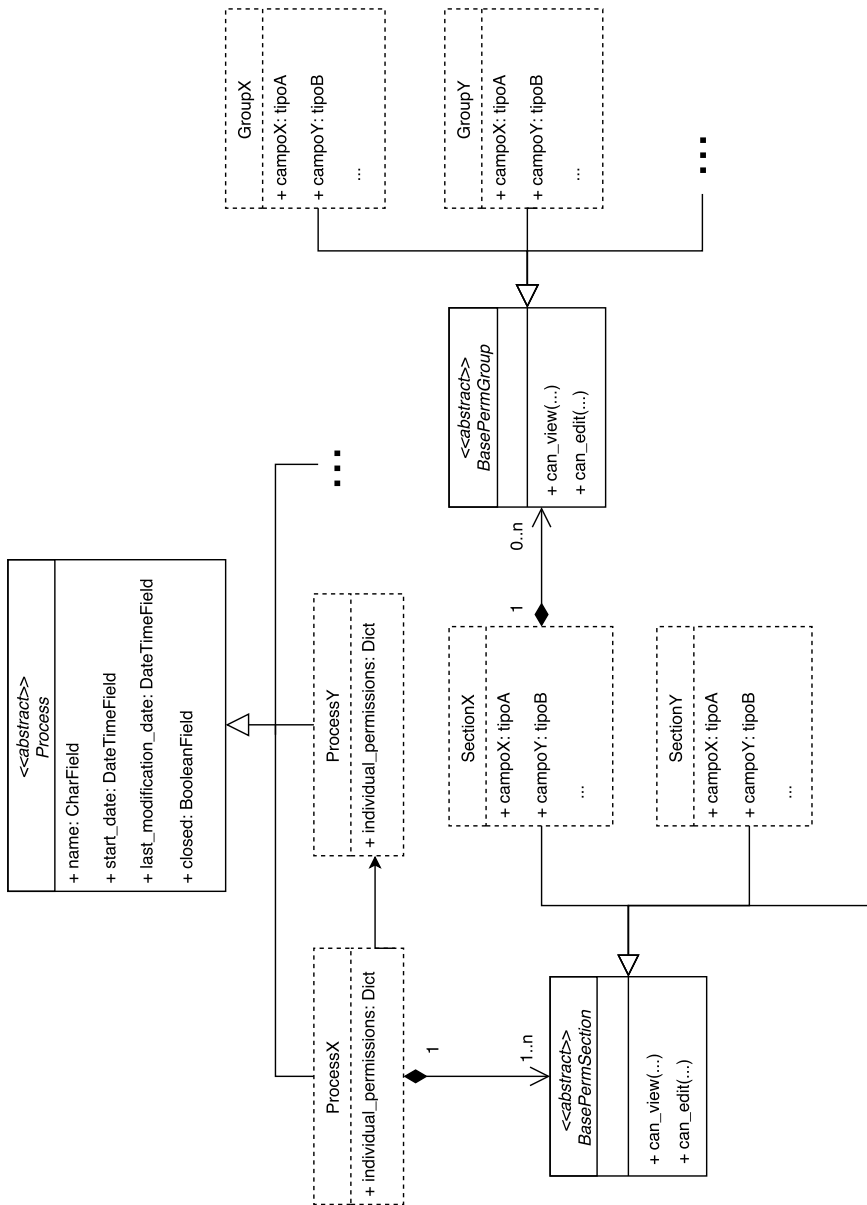 <<abstract>>
Process
+ name: CharField
+ start_date: DateTimeField
+ last_modification_date: DateTimeField
+ closed: BooleanField
ProcessX
+ individual_permissions: Dict
ProcessY
+ individual_permissions: Dict
...
1
1..n
<<abstract>>
BasePermSection
+ can_view(...)
+ can_edit(...)
SectionX
+ campoX: tipoA
+ campoY: tipoB
...
SectionY
+ campoX: tipoA
+ campoY: tipoB
...
1
0..n
<<abstract>>
BasePermGroup
+ can_view(...)
+ can_edit(...)
GroupX
+ campoX: tipoA
+ campoY: tipoB
...
GroupY
+ campoX: tipoA
+ campoY: tipoB
...
...